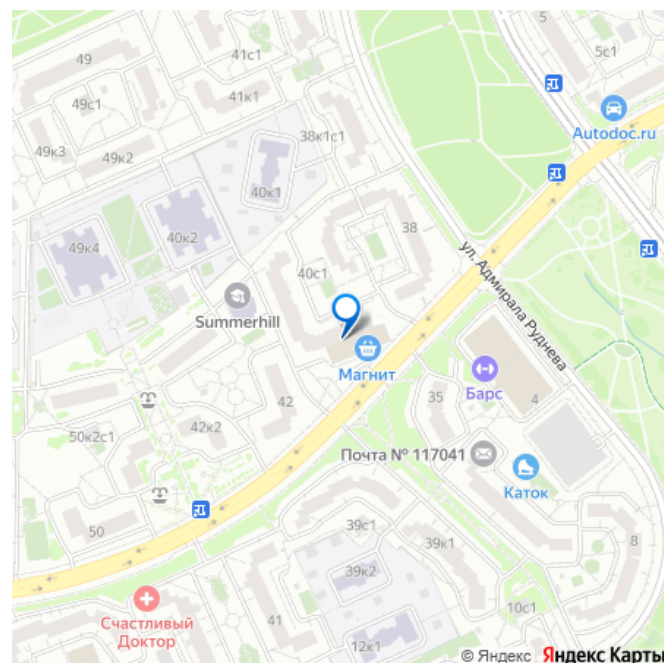 5
49
41с1
5с1
49с1
41к1
Autodoc.ru
38к1с1
49к3
49к2
40к1
40к2
38
49к4
ул. Адмирала Руднева
40с1
Summerhill
Магнит
Барс
42
35
4
50к2с1
42к2
Почта № 117041
Каток
50
39с1
39к1
8
39к2
Счастливый
Доктор
41
10с1
12к1
© Яндекс Яндекс Карты